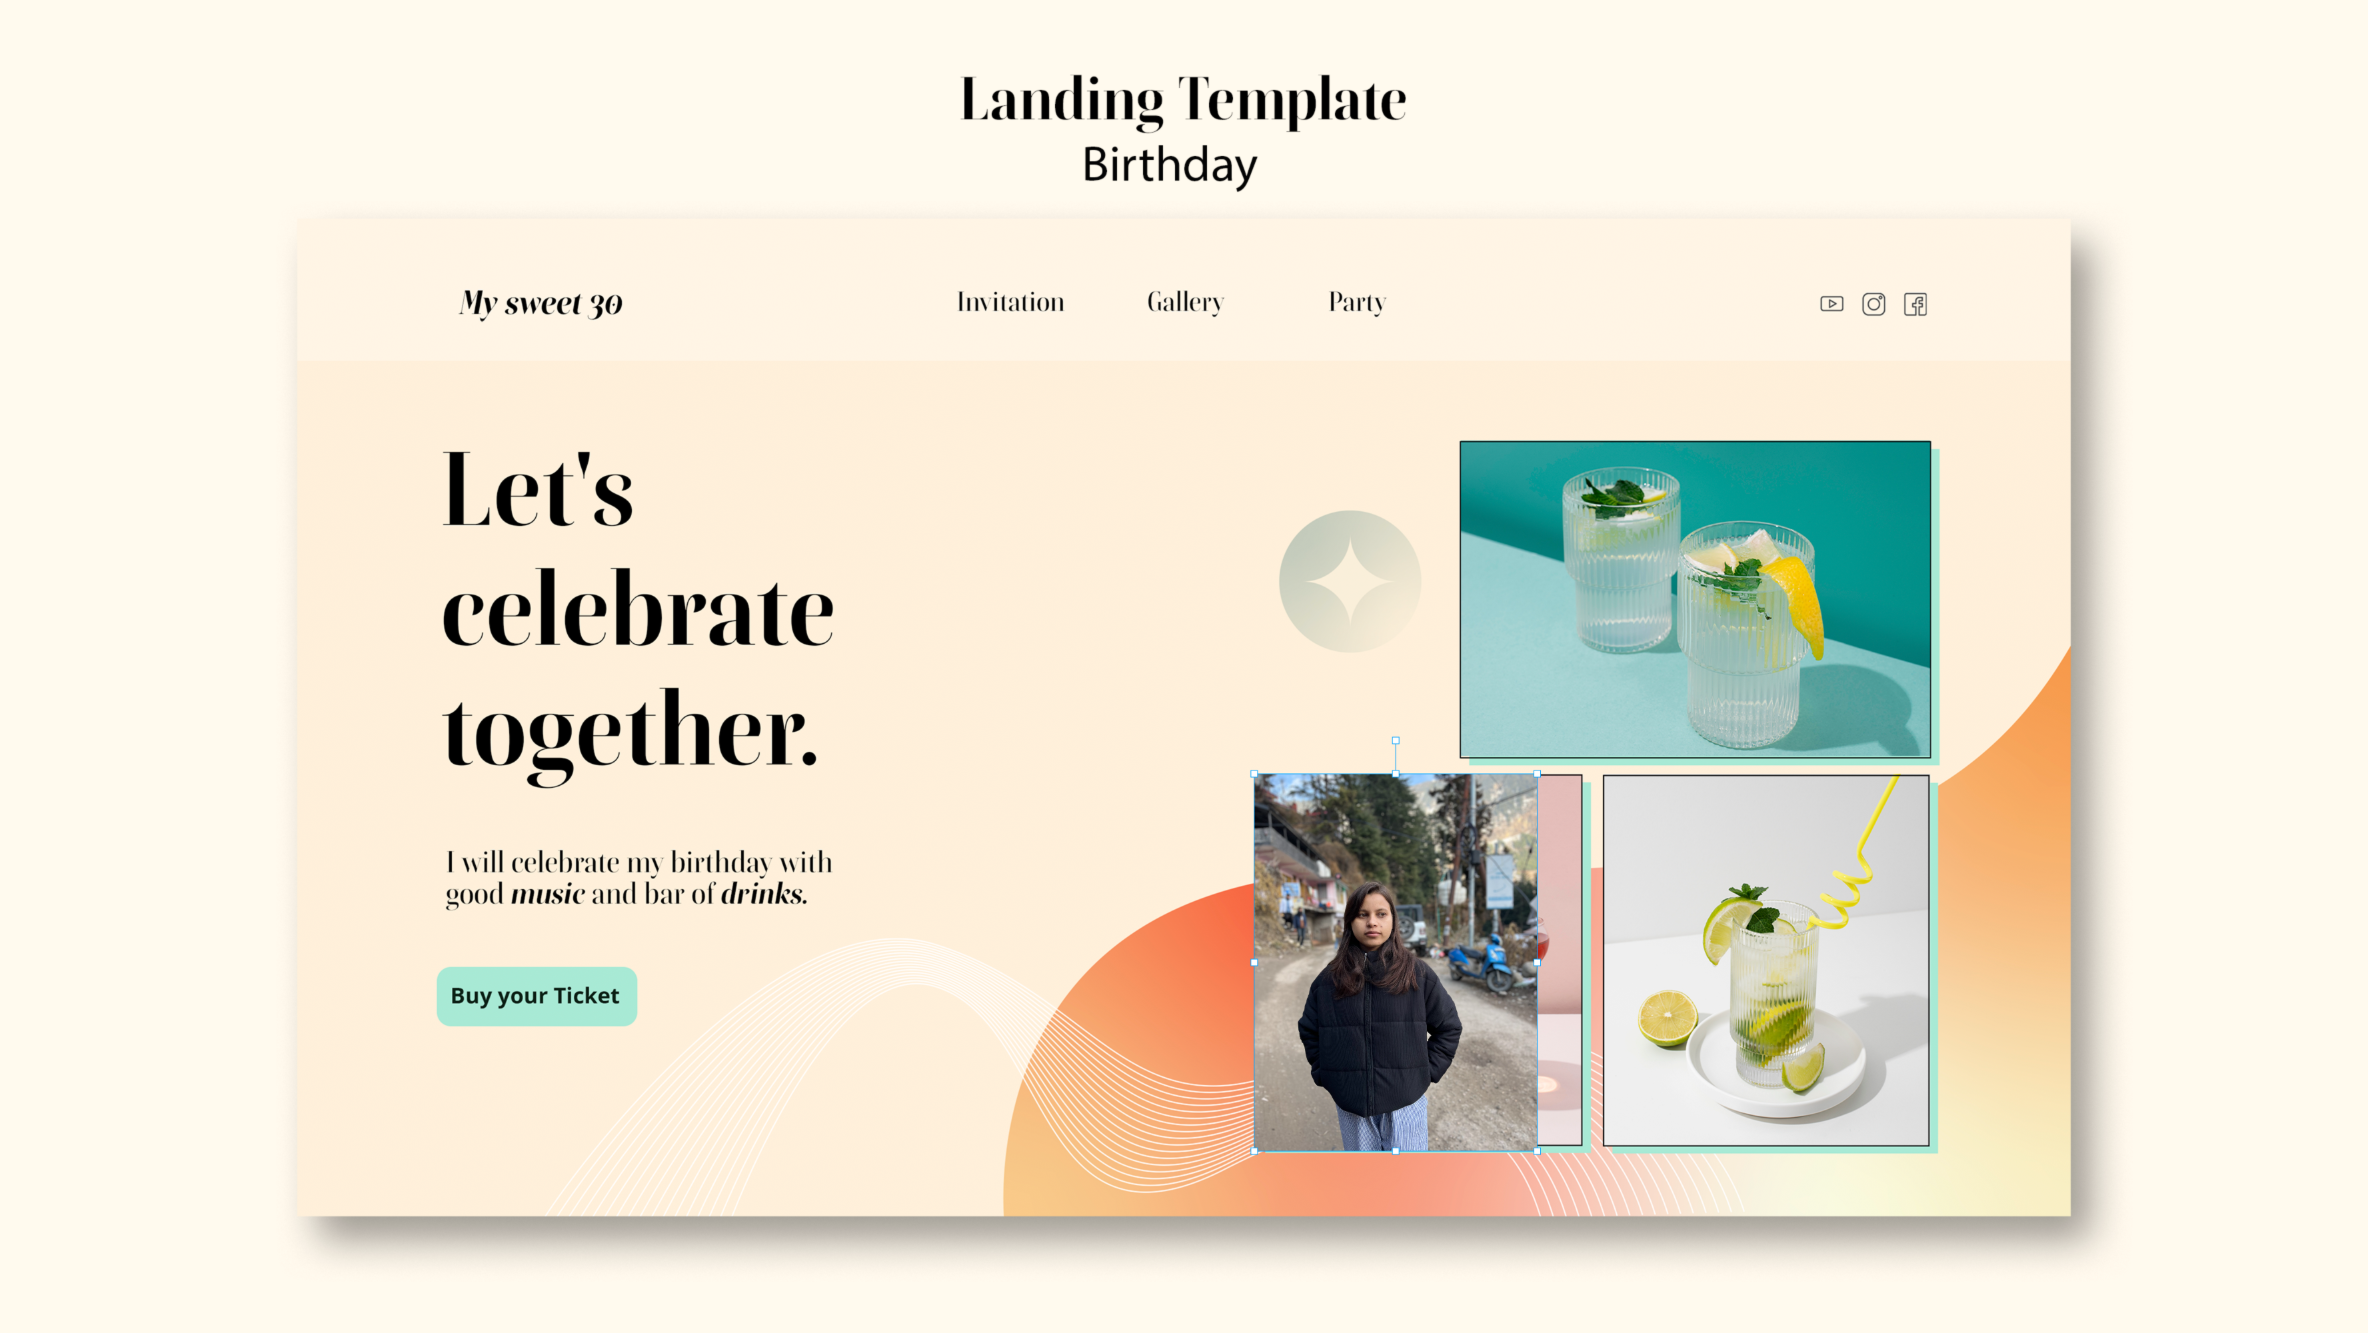 Landing Template
Birthday
My sweet 30
Invitation
Gallery
Party
Let's
celebrate
together.
I will celebrate my birthday with
good music and bar of drinks.
Buy your Ticket